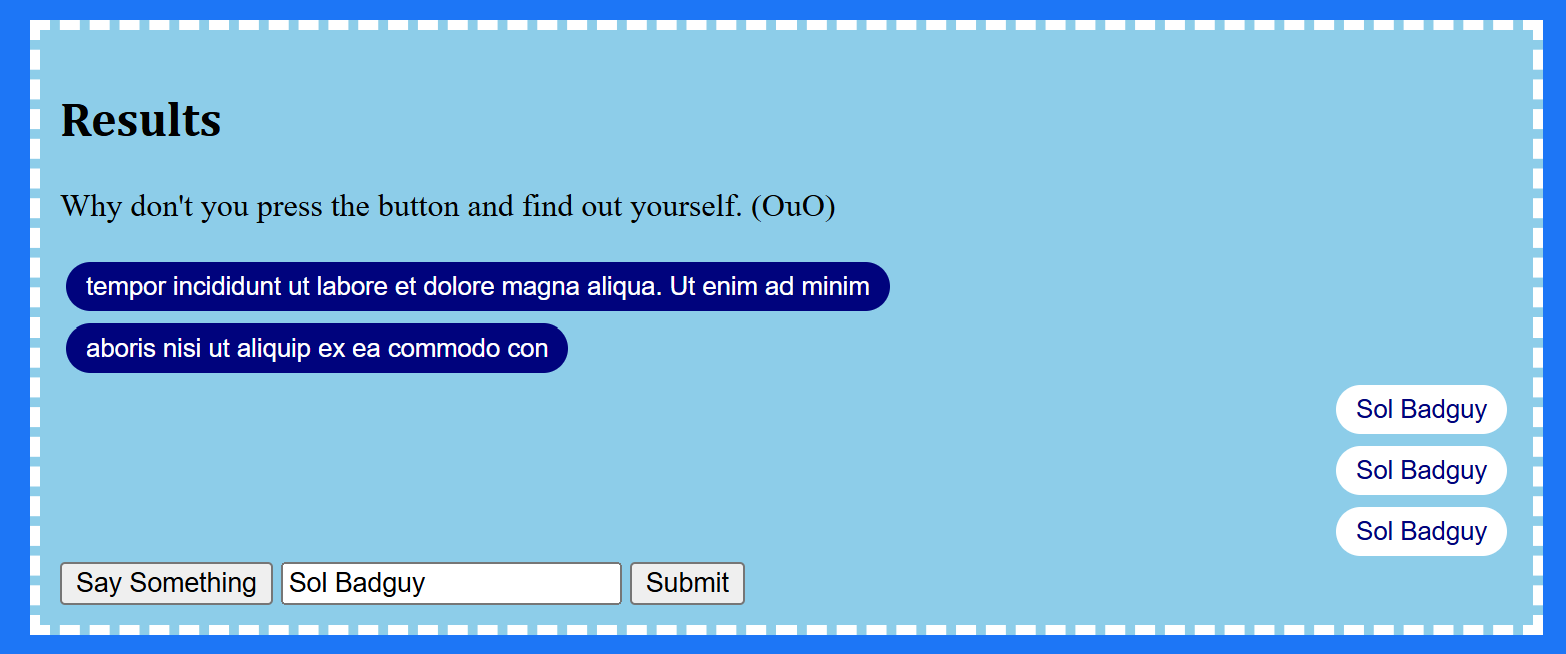 Results
Why don't you press the button and find out yourself. (OuO)
tempor incididunt ut labore et dolore magna aliqua. Ut enim ad minim
aboris nisi ut aliquip ex ea commodo con
Sol Badguy
Sol Badguy
Sol Badguy
Say Something Sol Badguy Submit